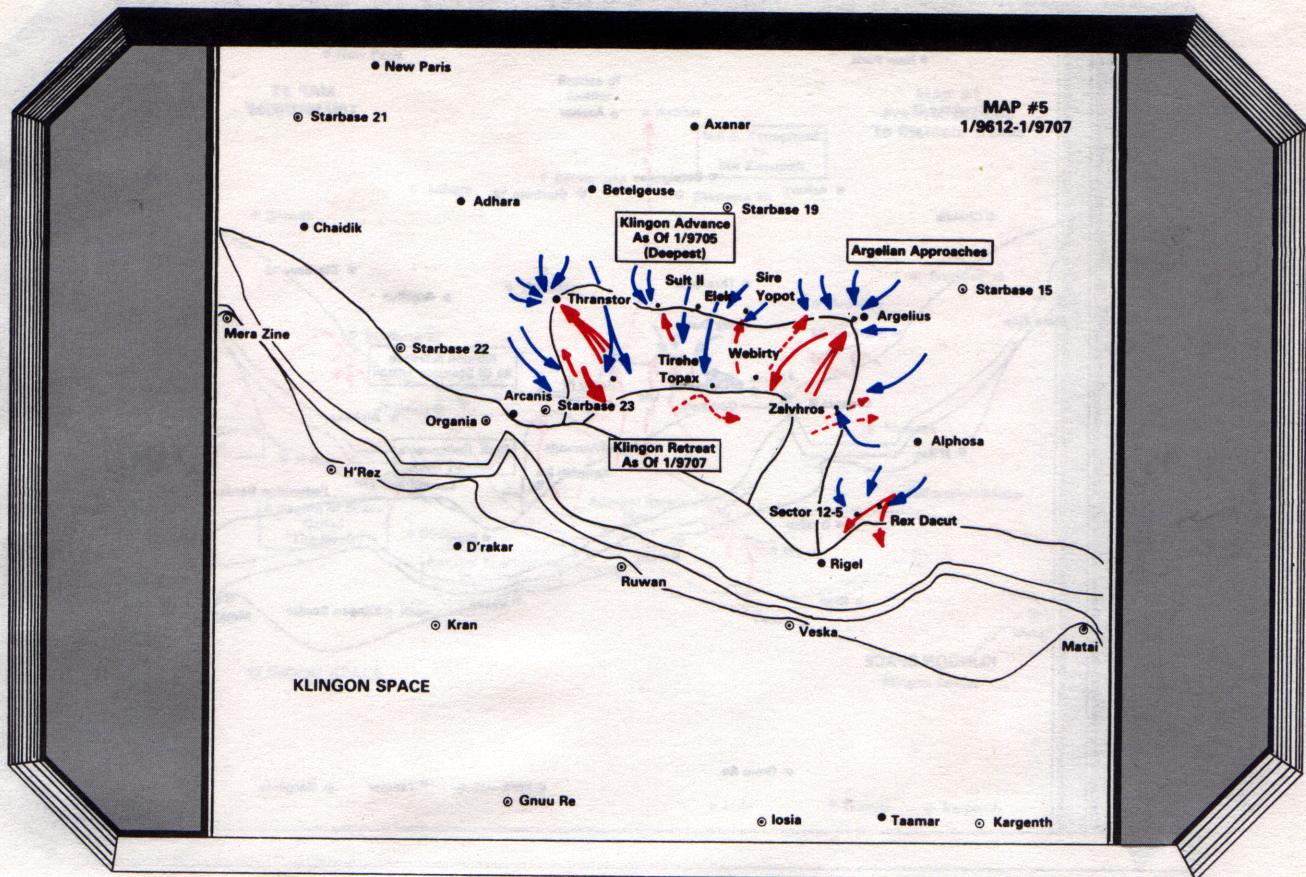 New Paris
MAP #5
1/9612-1/9707
Starbase 21
Axanar
Betelgeuse
Adhara
Starbase 19
Chaidik
Klingon Advance
As Of 1/9705
(Deepest)
Argelian Approaches
Sult II
Sire
Yopot
Starbase 15
Thranstor
Argelius
Mera Zine
Starbase 22
Webirty
Tirehe
Topax
Arcanis
Starbase 23
Zalvhros
Organia
Alphosa
Klingon Retreat
As Of 1/9707
H'Rez
Sector 12-5
Rex Dacut
D'rakar
Rigel
Ruwan
Kran
Veska
Matai
KLINGON SPACE
Gnuu Re
Iosia
Taamar
Kargenth